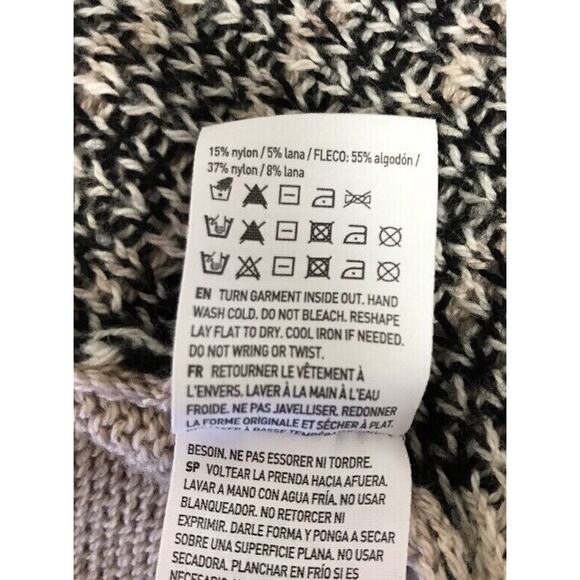 15% nylon / 5% lana / FLECO: 55% algodón /
37% nylon / 8% lana
EN TURN GARMENT INSIDE OUT. HAND
WASH COLD. DO NOT BLEACH. RESHAPE
LAY FLAT TO DRY. COOL IRON IF NEEDED.
DO NOT WRING OR TWIST.
FR RETOURNER LE VÊTEMENT À
L'ENVERS. LAVER À LA MAIN À L'EAU
FROIDE. NE PAS JAVELLISER. REDONNER
LA FORME ORIGINALE ET SÉCHER À PLAT.
BESOIN. NE PAS ESSORER NI TORDRE.
SP VOLTEAR LA PRENDA HACIA AFUERA.
LAVAR A MANO CON AGUA FRÍA. NO USAR
BLANQUEADOR. NO RETORCER NI
EXPRIMIR. DARLE FORMA Y PONGA A SECAR
SOBRE UNA SUPERFICIE PLANA. NO USAR
SECADORA. PLANCHAR EN FRÍO SI ES